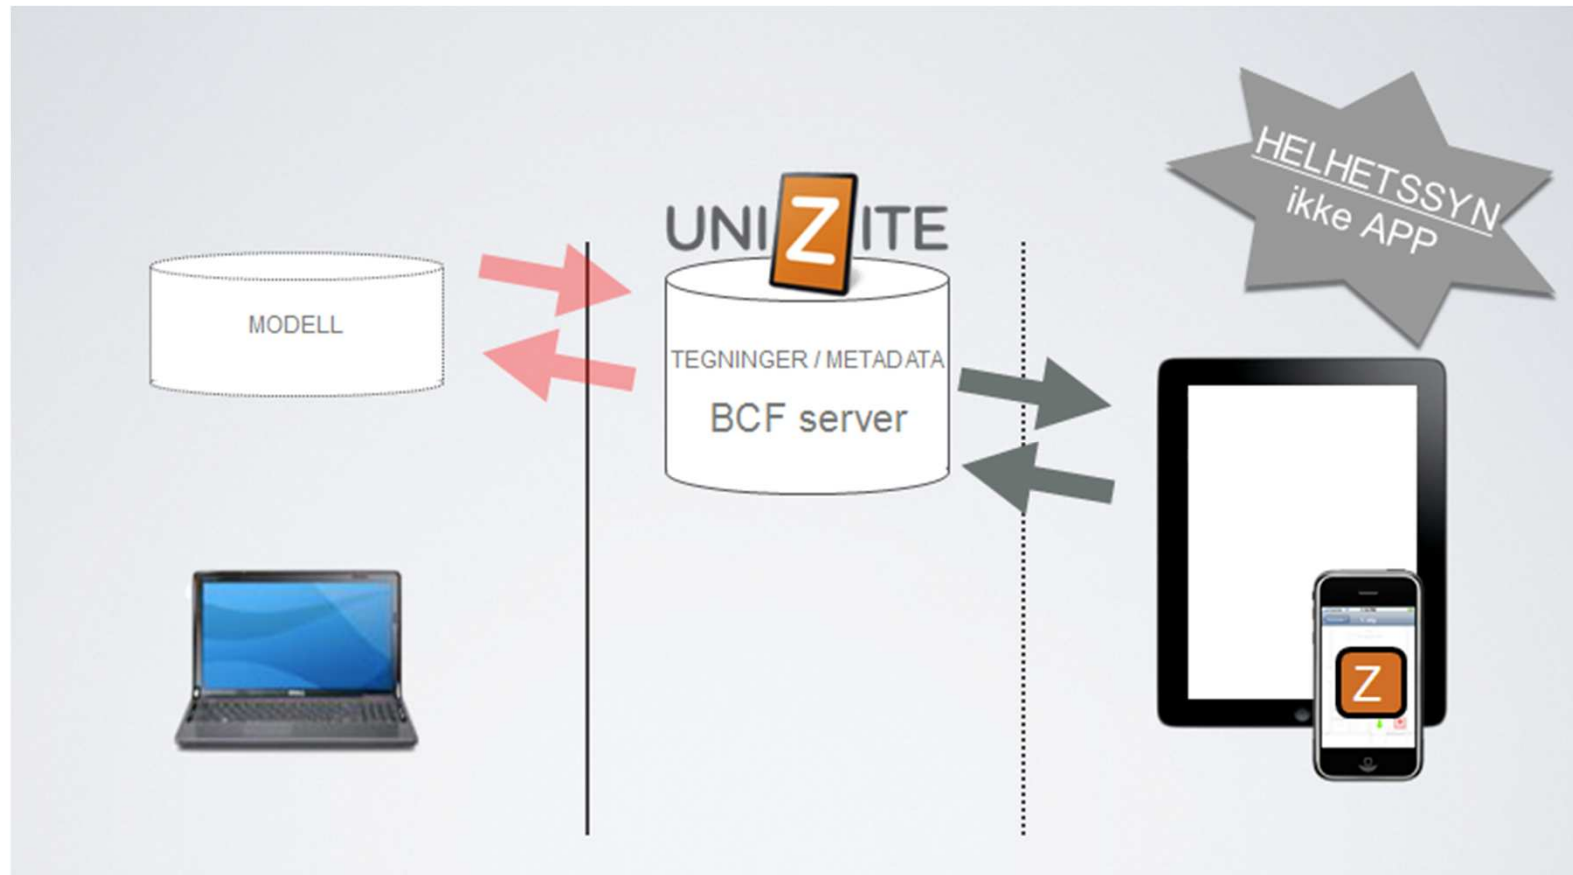 HELHETSSYN
ikke APP
UNIZITE
MODELL
TEGNINGER / METADATA
BCF server
Z